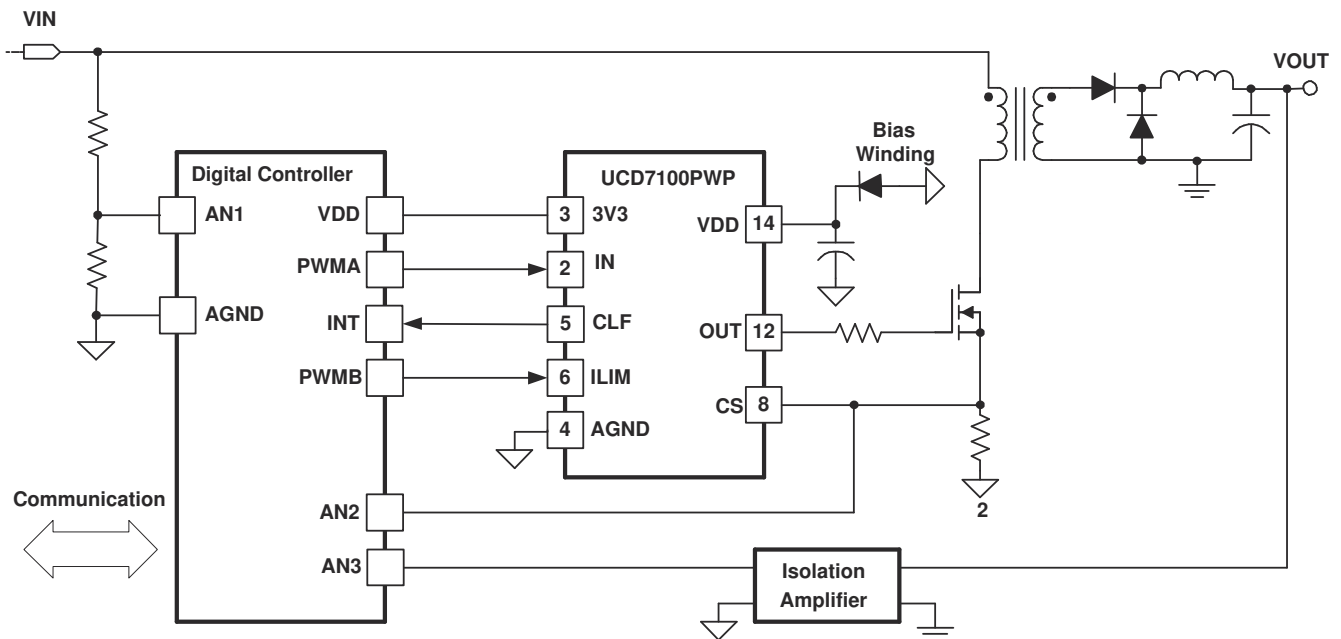 VIN
VOUT
Bias
Winding
Digital Controller
UCD7100PWP
AN1
VDD
3
3V3
VDD
14
PWMA
2
IN
AGND
INT
5
CLF
OUT
12
PWMB
6
ILIM
CS
8
4
AGND
Communication
AN2
2
AN3
Isolation
Amplifier